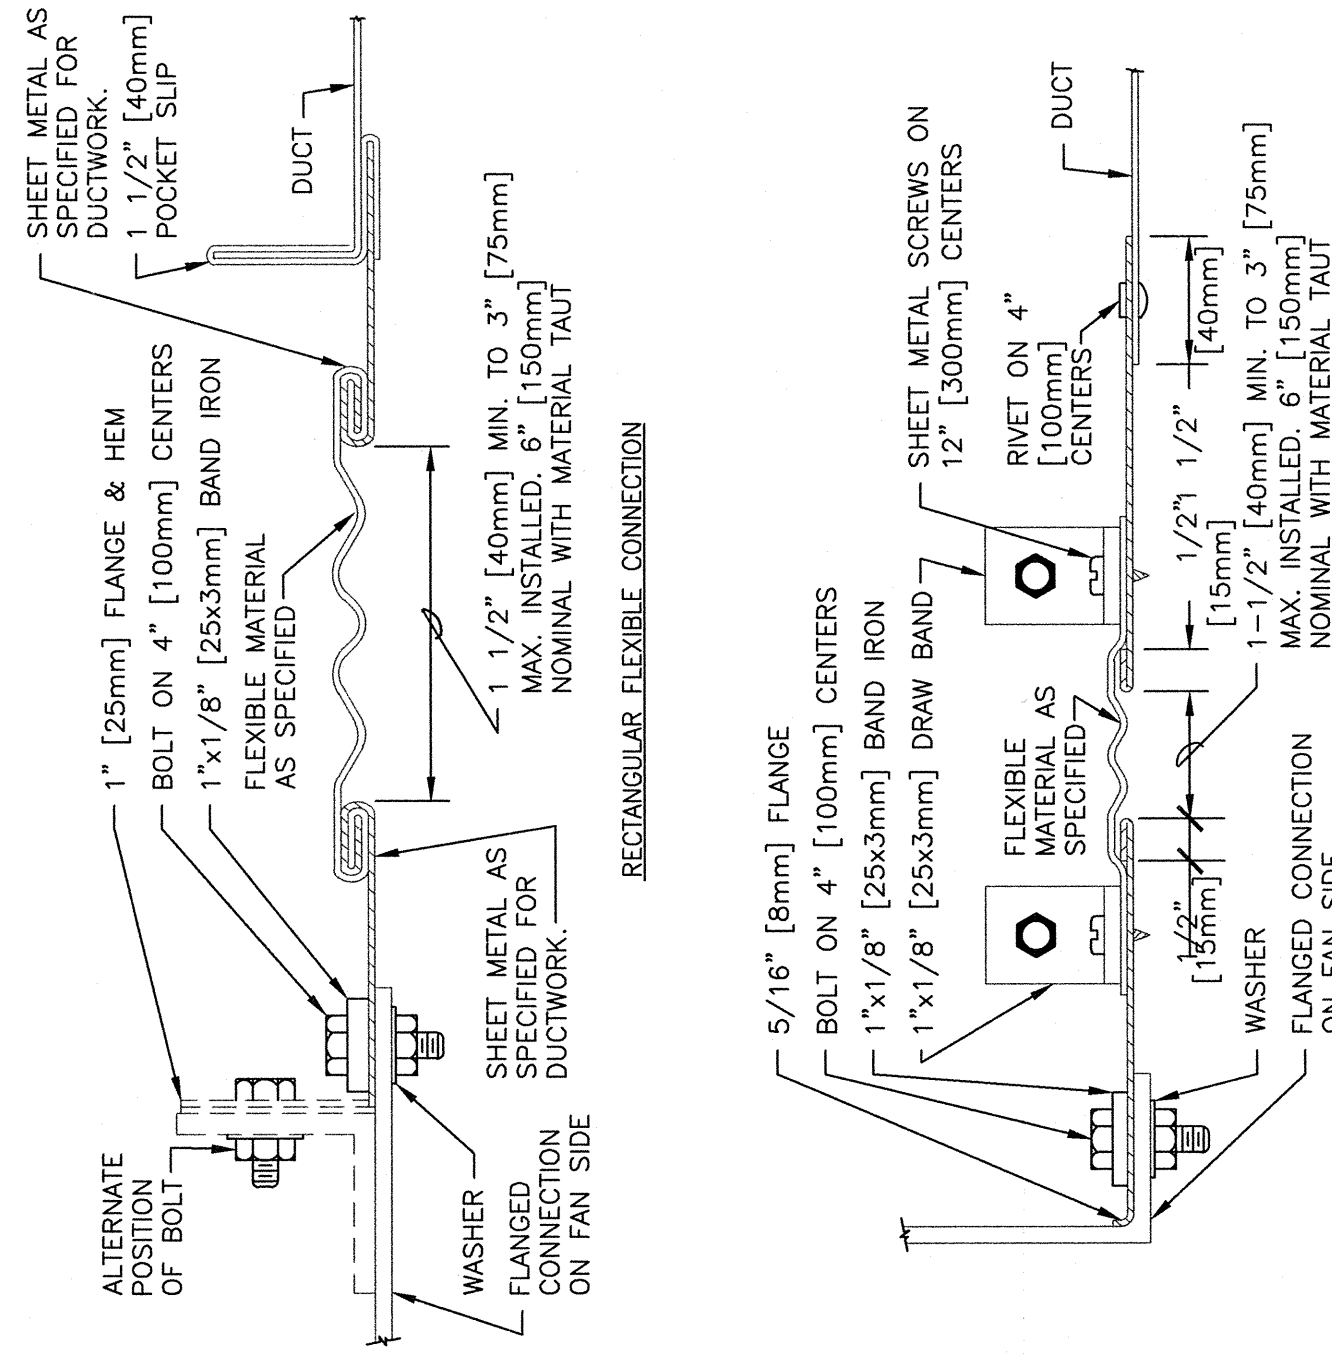 SHEET METAL AS
SPECIFIED FOR
DUCTWORK.
1 1/2" [40mm]
POCKET SLIP
DUCT
1" [25mm] FLANGE & HEM
BOLT ON 4" [100mm] CENTERS
1"x1/8" [25x3mm] BAND IRON
FLEXIBLE MATERIAL
AS SPECIFIED
ALTERNATE
POSITION
OF BOLT
1 1/2" [40mm] MIN. TO 3" [75mm]
MAX. INSTALLED. 6" [150mm]
NOMINAL WITH MATERIAL TAUT
SHEET METAL AS
SPECIFIED FOR
DUCTWORK.
WASHER
FLANGED
CONNECTION
ON FAN SIDE
RECTANGULAR FLEXIBLE CONNECTION
5/16" [8mm] FLANGE
BOLT ON 4" [100mm] CENTERS
1"x1/8" [25x3mm] BAND IRON
1"x1/8" [25x3mm] DRAW BAND
SHEET METAL SCREWS ON
12" [300mm] CENTERS
RIVET ON 4"
[100mm]
CENTERS
DUCT
FLEXIBLE
MATERIAL AS
SPECIFIED
1/2"
[15mm]
1/2"
[15mm]
1 1/2"
[40mm]
1-1/2" [40mm] MIN. TO 3" [75mm]
MAX. INSTALLED. 6" [150mm]
NOMINAL WITH MATERIAL TAUT
WASHER
FLANGED CONNECTION
ON FAN SIDE